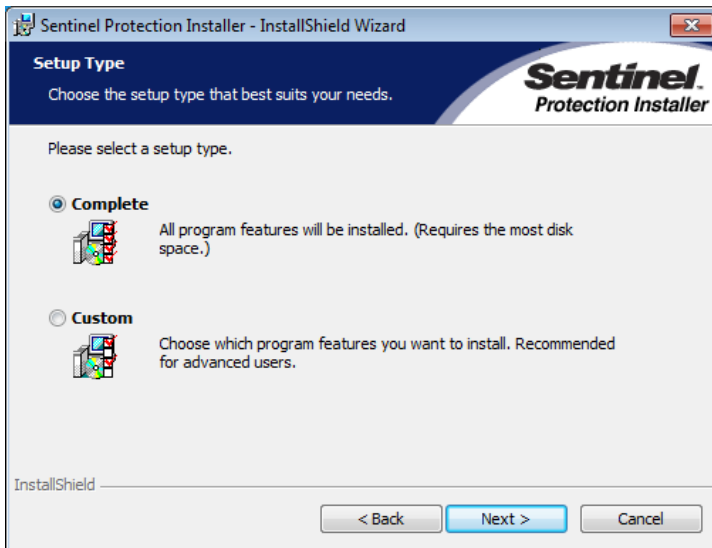 Sentinel Protection Installer - InstallShield Wizard
Setup Type
Choose the setup type that best suits your needs.
Sentinel.
Protection Installer
Please select a setup type.
Complete
All program features will be installed. (Requires the most disk
space.)
Custom
Choose which program features you want to install. Recommended
for advanced users.
InstallShield
< Back
Next >
Cancel